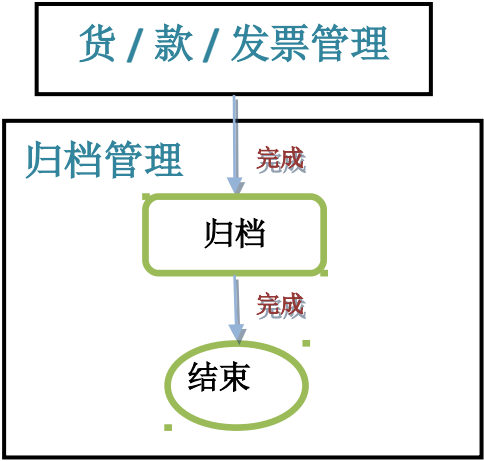 货 / 款 / 发票管理
归档管理
完成
归档
完成
结束